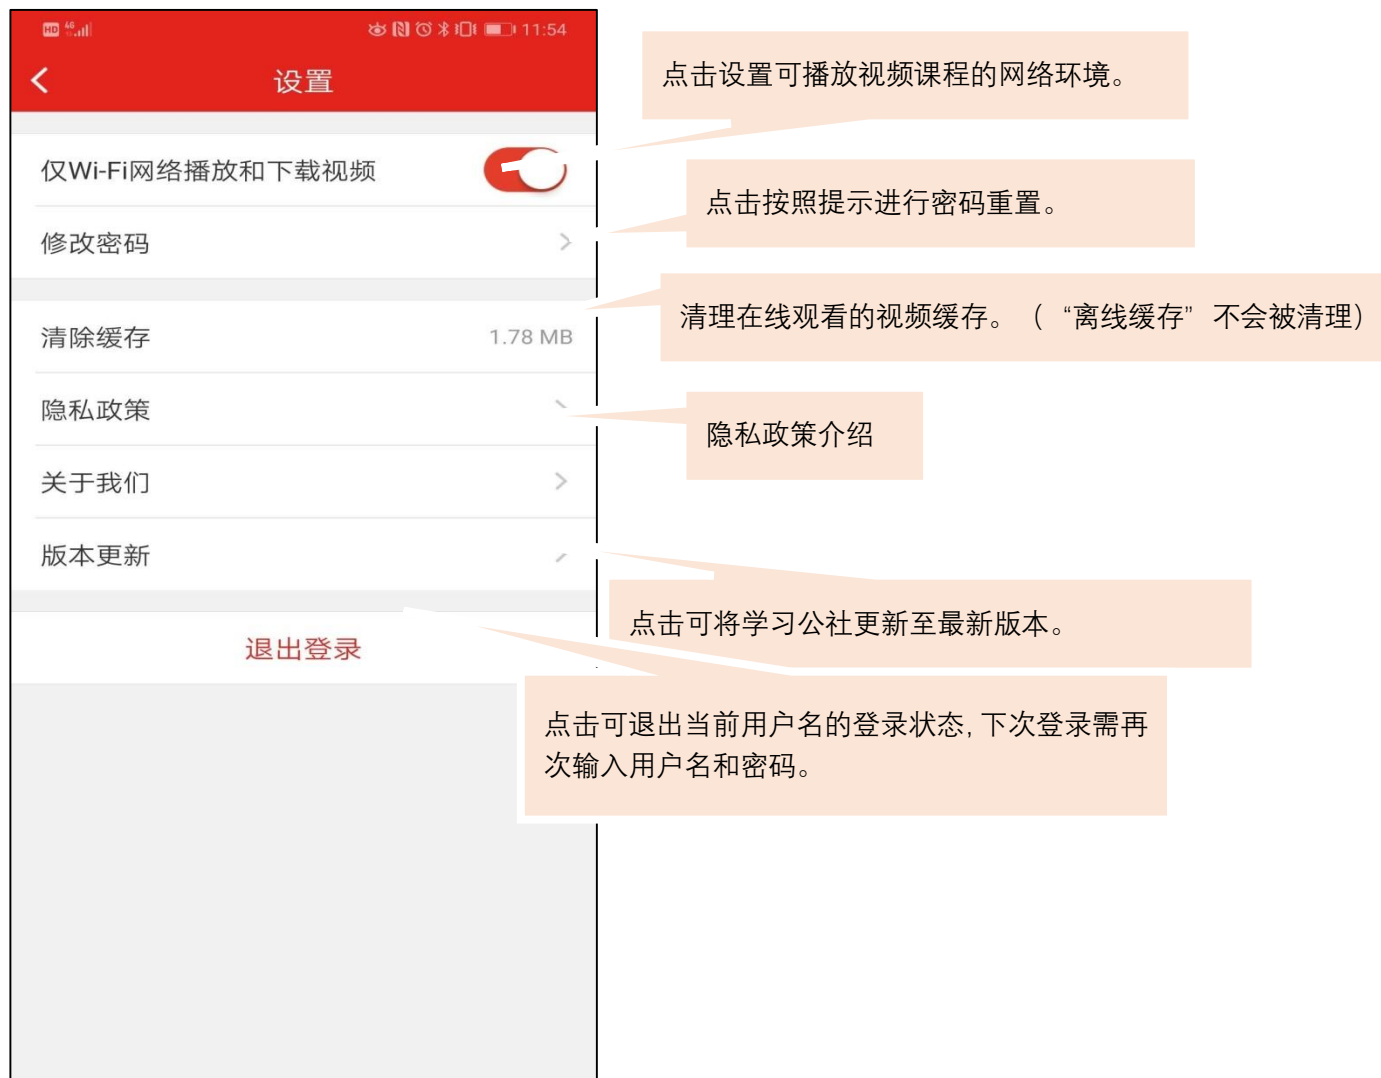 HD 4G 11:54
设置
仅Wi-Fi网络播放和下载视频
修改密码
清除缓存 1.78 MB
隐私政策
关于我们
版本更新
退出登录
点击设置可播放视频课程的网络环境。
点击按照提示进行密码重置。
清理在线观看的视频缓存。（ “离线缓存” 不会被清理）
隐私政策介绍
点击可将学习公社更新至最新版本。
点击可退出当前用户名的登录状态,下次登录需再
次输入用户名和密码。